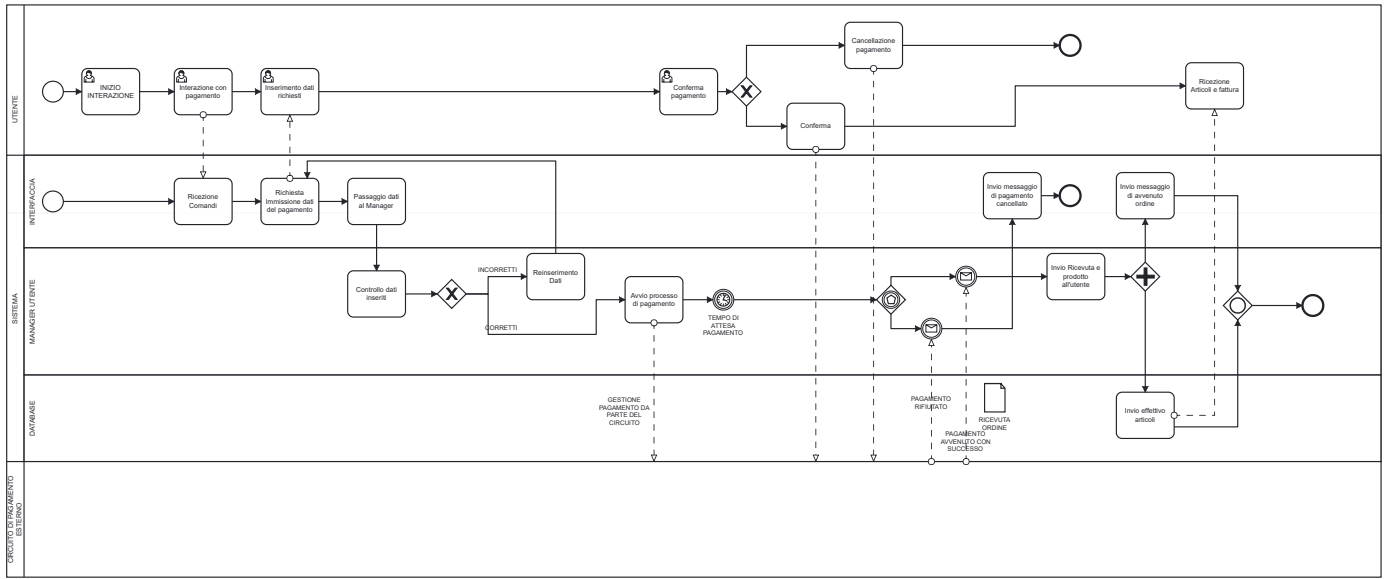 UTENTE
INIZIO
INTERAZIONE
Interazione con
pagamento
Inserimento dati
richiesti
Conferma
pagamento
Cancellazione
pagamento
Conferma
Ricezione
Articoli e fattura
SISTEMA
INTERFACCIA
Ricezione
Comandi
Richiesta
Immissione dati
del pagamento
Passaggio dati
al Manager
Invio messaggio
di pagamento
cancellato
Invio messaggio
di avvenuto
ordine
MANAGER UTENTE
Controllo dati
inseriti
INCORRETTI
CORRETTI
Reinserimento
Dati
Avvio processo
di pagamento
TEMPO DI
ATTESA
PAGAMENTO
Invio Ricevuta e
prodotto
all'utente
DATABASE
GESTIONE
PAGAMENTO DA
PARTE DEL
CIRCUITO
PAGAMENTO
RIFIUTATO
PAGAMENTO
AVVENUTO CON
SUCCESSO
RICEVUTA
ORDINE
Invio effettivo
articoli
CIRCUITO DI PAGAMENTO
ESTERNO